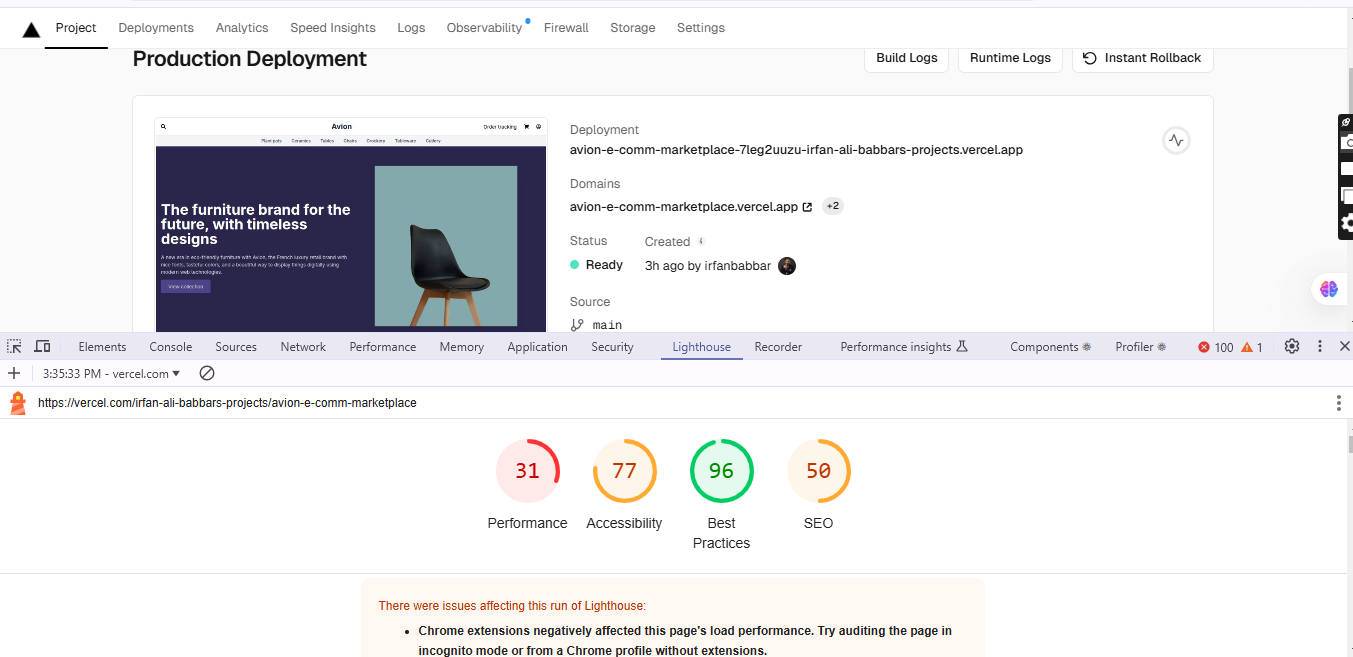 Project Deployments Analytics Speed Insights Logs Observability Firewall Storage Settings
Production Deployment
Build Logs Runtime Logs Instant Rollback
Avion Order tracking
Plant pots Ceramics Tables Chairs Crockery Tableware Cutlery
The furniture brand for the
future, with timeless
designs
A new era in eco-friendly furniture with Avion, the French luxury retail brand with
nice fonts, tasteful colors, and a beautiful way to display things digitally using
modern web technologies.
View collection
Deployment
avion-e-comm-marketplace-7leg2uuzu-irfan-ali-babbars-projects.vercel.app
Domains
avion-e-comm-marketplace.vercel.app +2
Status Created
Ready 3h ago by irfanbabbar
Source
main
Elements Console Sources Network Performance Memory Application Security Lighthouse Recorder Performance insights Components Profiler 100 1
3:35:33 PM - vercel.com
https://vercel.com/irfan-ali-babbars-projects/avion-e-comm-marketplace
31 77 96 50
Performance Accessibility Best SEO
Practices
There were issues affecting this run of Lighthouse:
• Chrome extensions negatively affected this page's load performance. Try auditing the page in
incognito mode or from a Chrome profile without extensions.